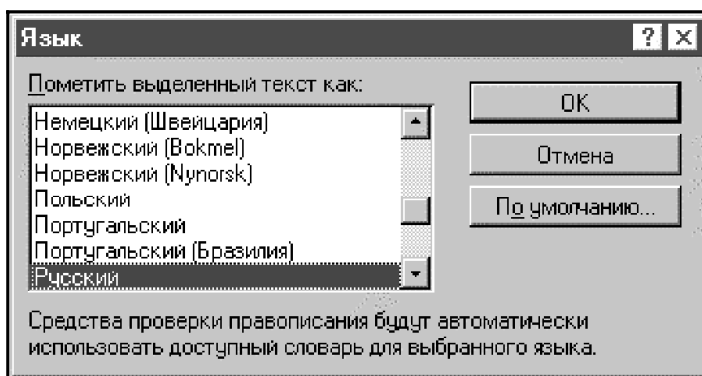 Язык
Пометить выделенный текст как:
Немецкий (Швейцария)
Норвежский (Bokmel)
Норвежский (Nynorsk)
Польский
Португальский
Португальский (Бразилия)
Русский
OK
Отмена
По умолчанию...
Средства проверки правописания будут автоматически
использовать доступный словарь для выбранного языка.